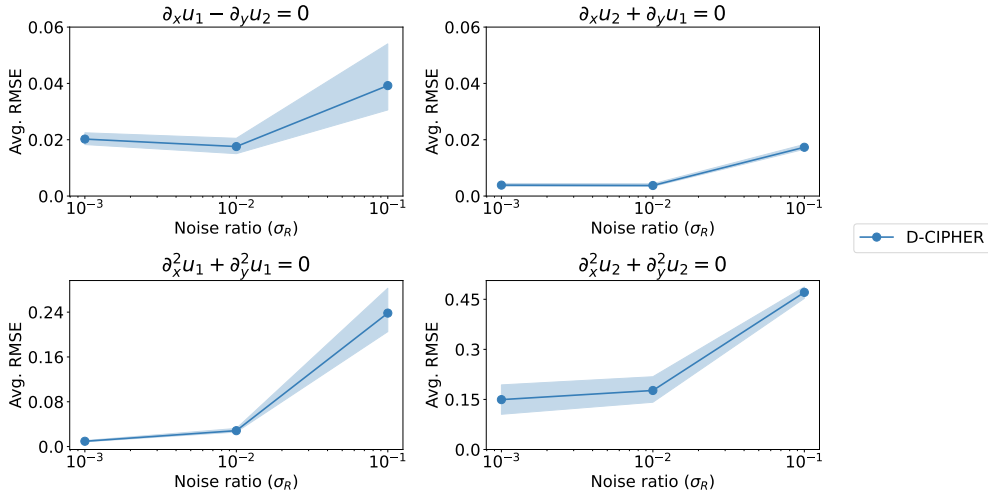 ∂ₓu₁ − ∂ᵧu₂ = 0
Avg. RMSE
0.06
0.04
0.02
0.0
10⁻³ 10⁻² 10⁻¹
Noise ratio (σ_R)
∂ₓu₂ + ∂ᵧu₁ = 0
Avg. RMSE
0.06
0.04
0.02
0.0
10⁻³ 10⁻² 10⁻¹
Noise ratio (σ_R)
D-CIPHER
∂ₓ²u₁ + ∂ᵧ²u₁ = 0
Avg. RMSE
0.24
0.16
0.08
0.0
10⁻³ 10⁻² 10⁻¹
Noise ratio (σ_R)
∂ₓ²u₂ + ∂ᵧ²u₂ = 0
Avg. RMSE
0.45
0.3
0.15
0.0
10⁻³ 10⁻² 10⁻¹
Noise ratio (σ_R)